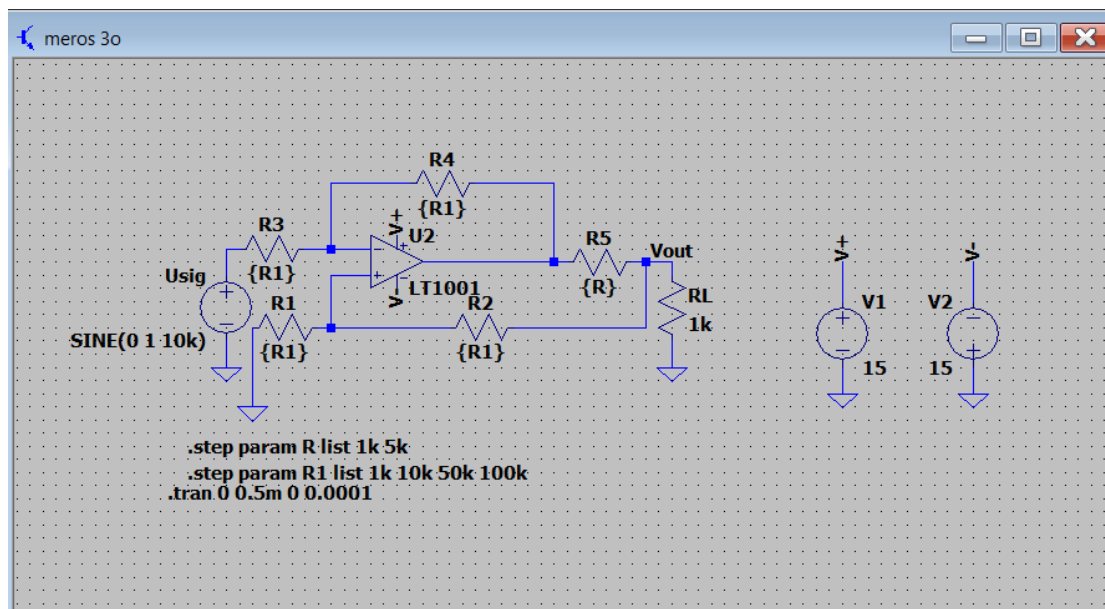 meros 3o
R4
{R1}
V+
U2
R3
{R1}
R5
{R}
Vout
V+
V-
Usig
LT1001
V-
R1
{R1}
R2
{R1}
RL
1k
V1
15
V2
15
SINE(0 1 10k)
.step param R list 1k 5k
.step param R1 list 1k 10k 50k 100k
.tran 0 0.5m 0 0.0001